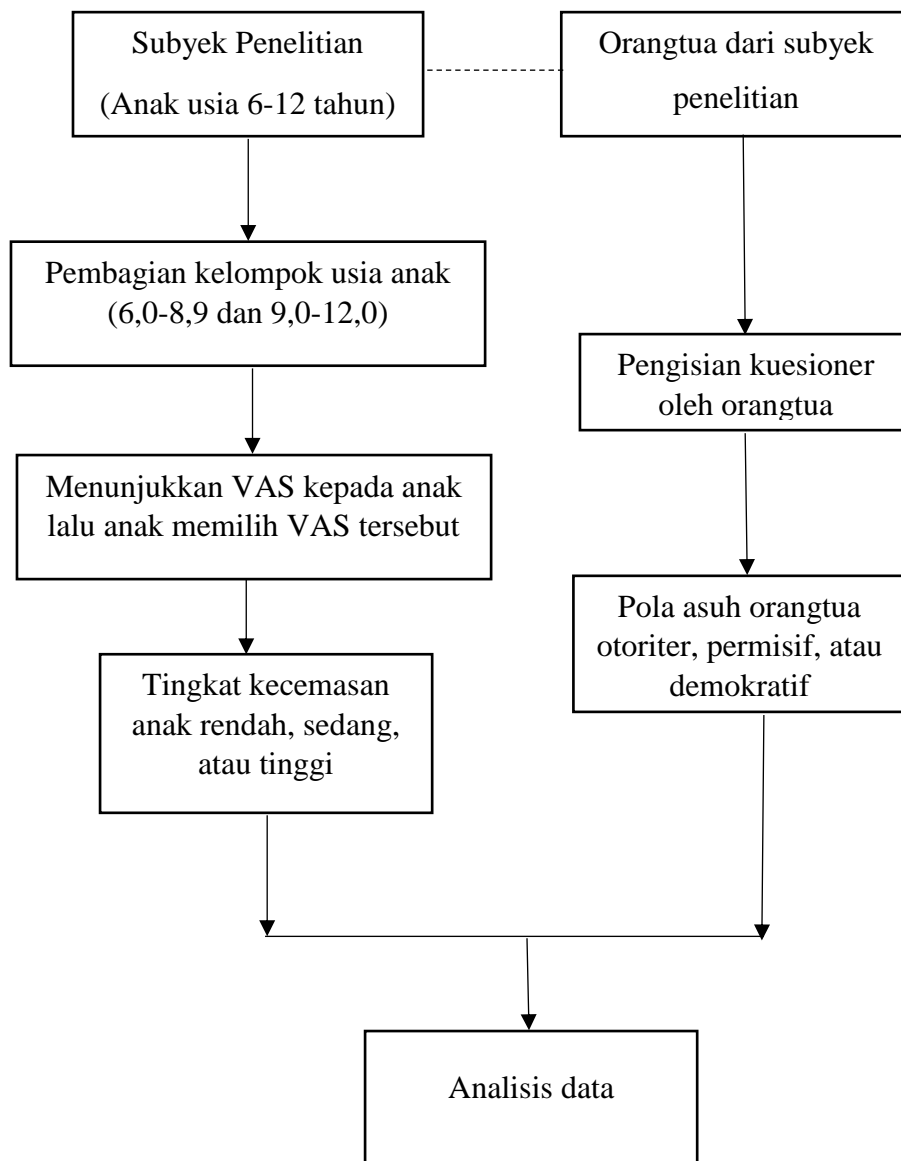 Subyek Penelitian
(Anak usia 6-12 tahun)
Orangtua dari subyek
penelitian
Pembagian kelompok usia anak
(6,0-8,9 dan 9,0-12,0)
Pengisian kuesioner
oleh orangtua
Menunjukkan VAS kepada anak
lalu anak memilih VAS tersebut
Pola asuh orangtua
otoriter, permisif, atau
demokratif
Tingkat kecemasan
anak rendah, sedang,
atau tinggi
Analisis data